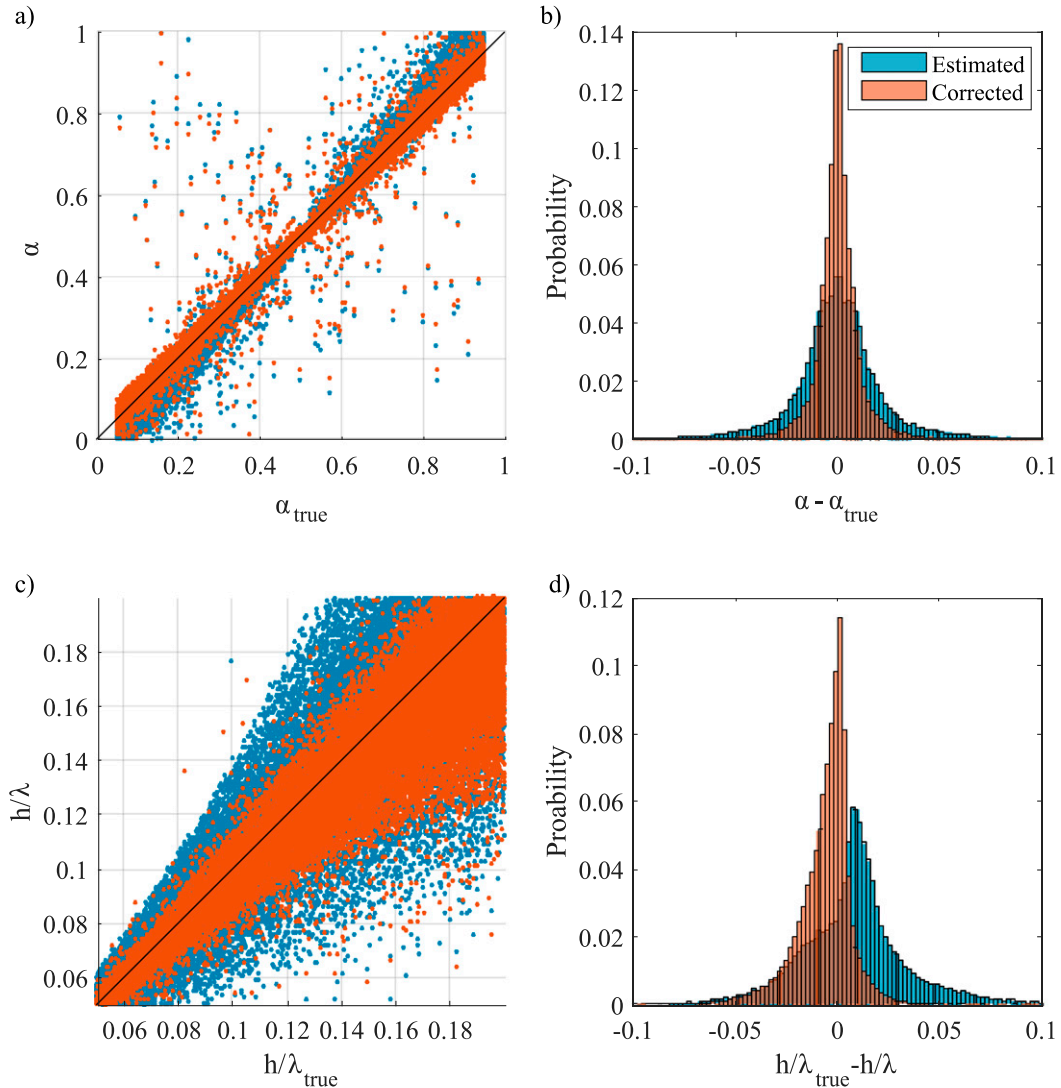 a)
1
0.8
0.6
0.4
0.2
0
α
0 0.2 0.4 0.6 0.8 1
α true
b)
0.14
0.12
0.1
0.08
0.06
0.04
0.02
0
Probability
Estimated
Corrected
-0.1 -0.05 0 0.05 0.1
α - α true
c)
0.18
0.16
0.14
0.12
0.1
0.08
0.06
h/λ
0.06 0.08 0.1 0.12 0.14 0.16 0.18
h/λ true
d)
0.12
0.1
0.08
0.06
0.04
0.02
0
Proability
-0.1 -0.05 0 0.05 0.1
h/λ true-h/λ